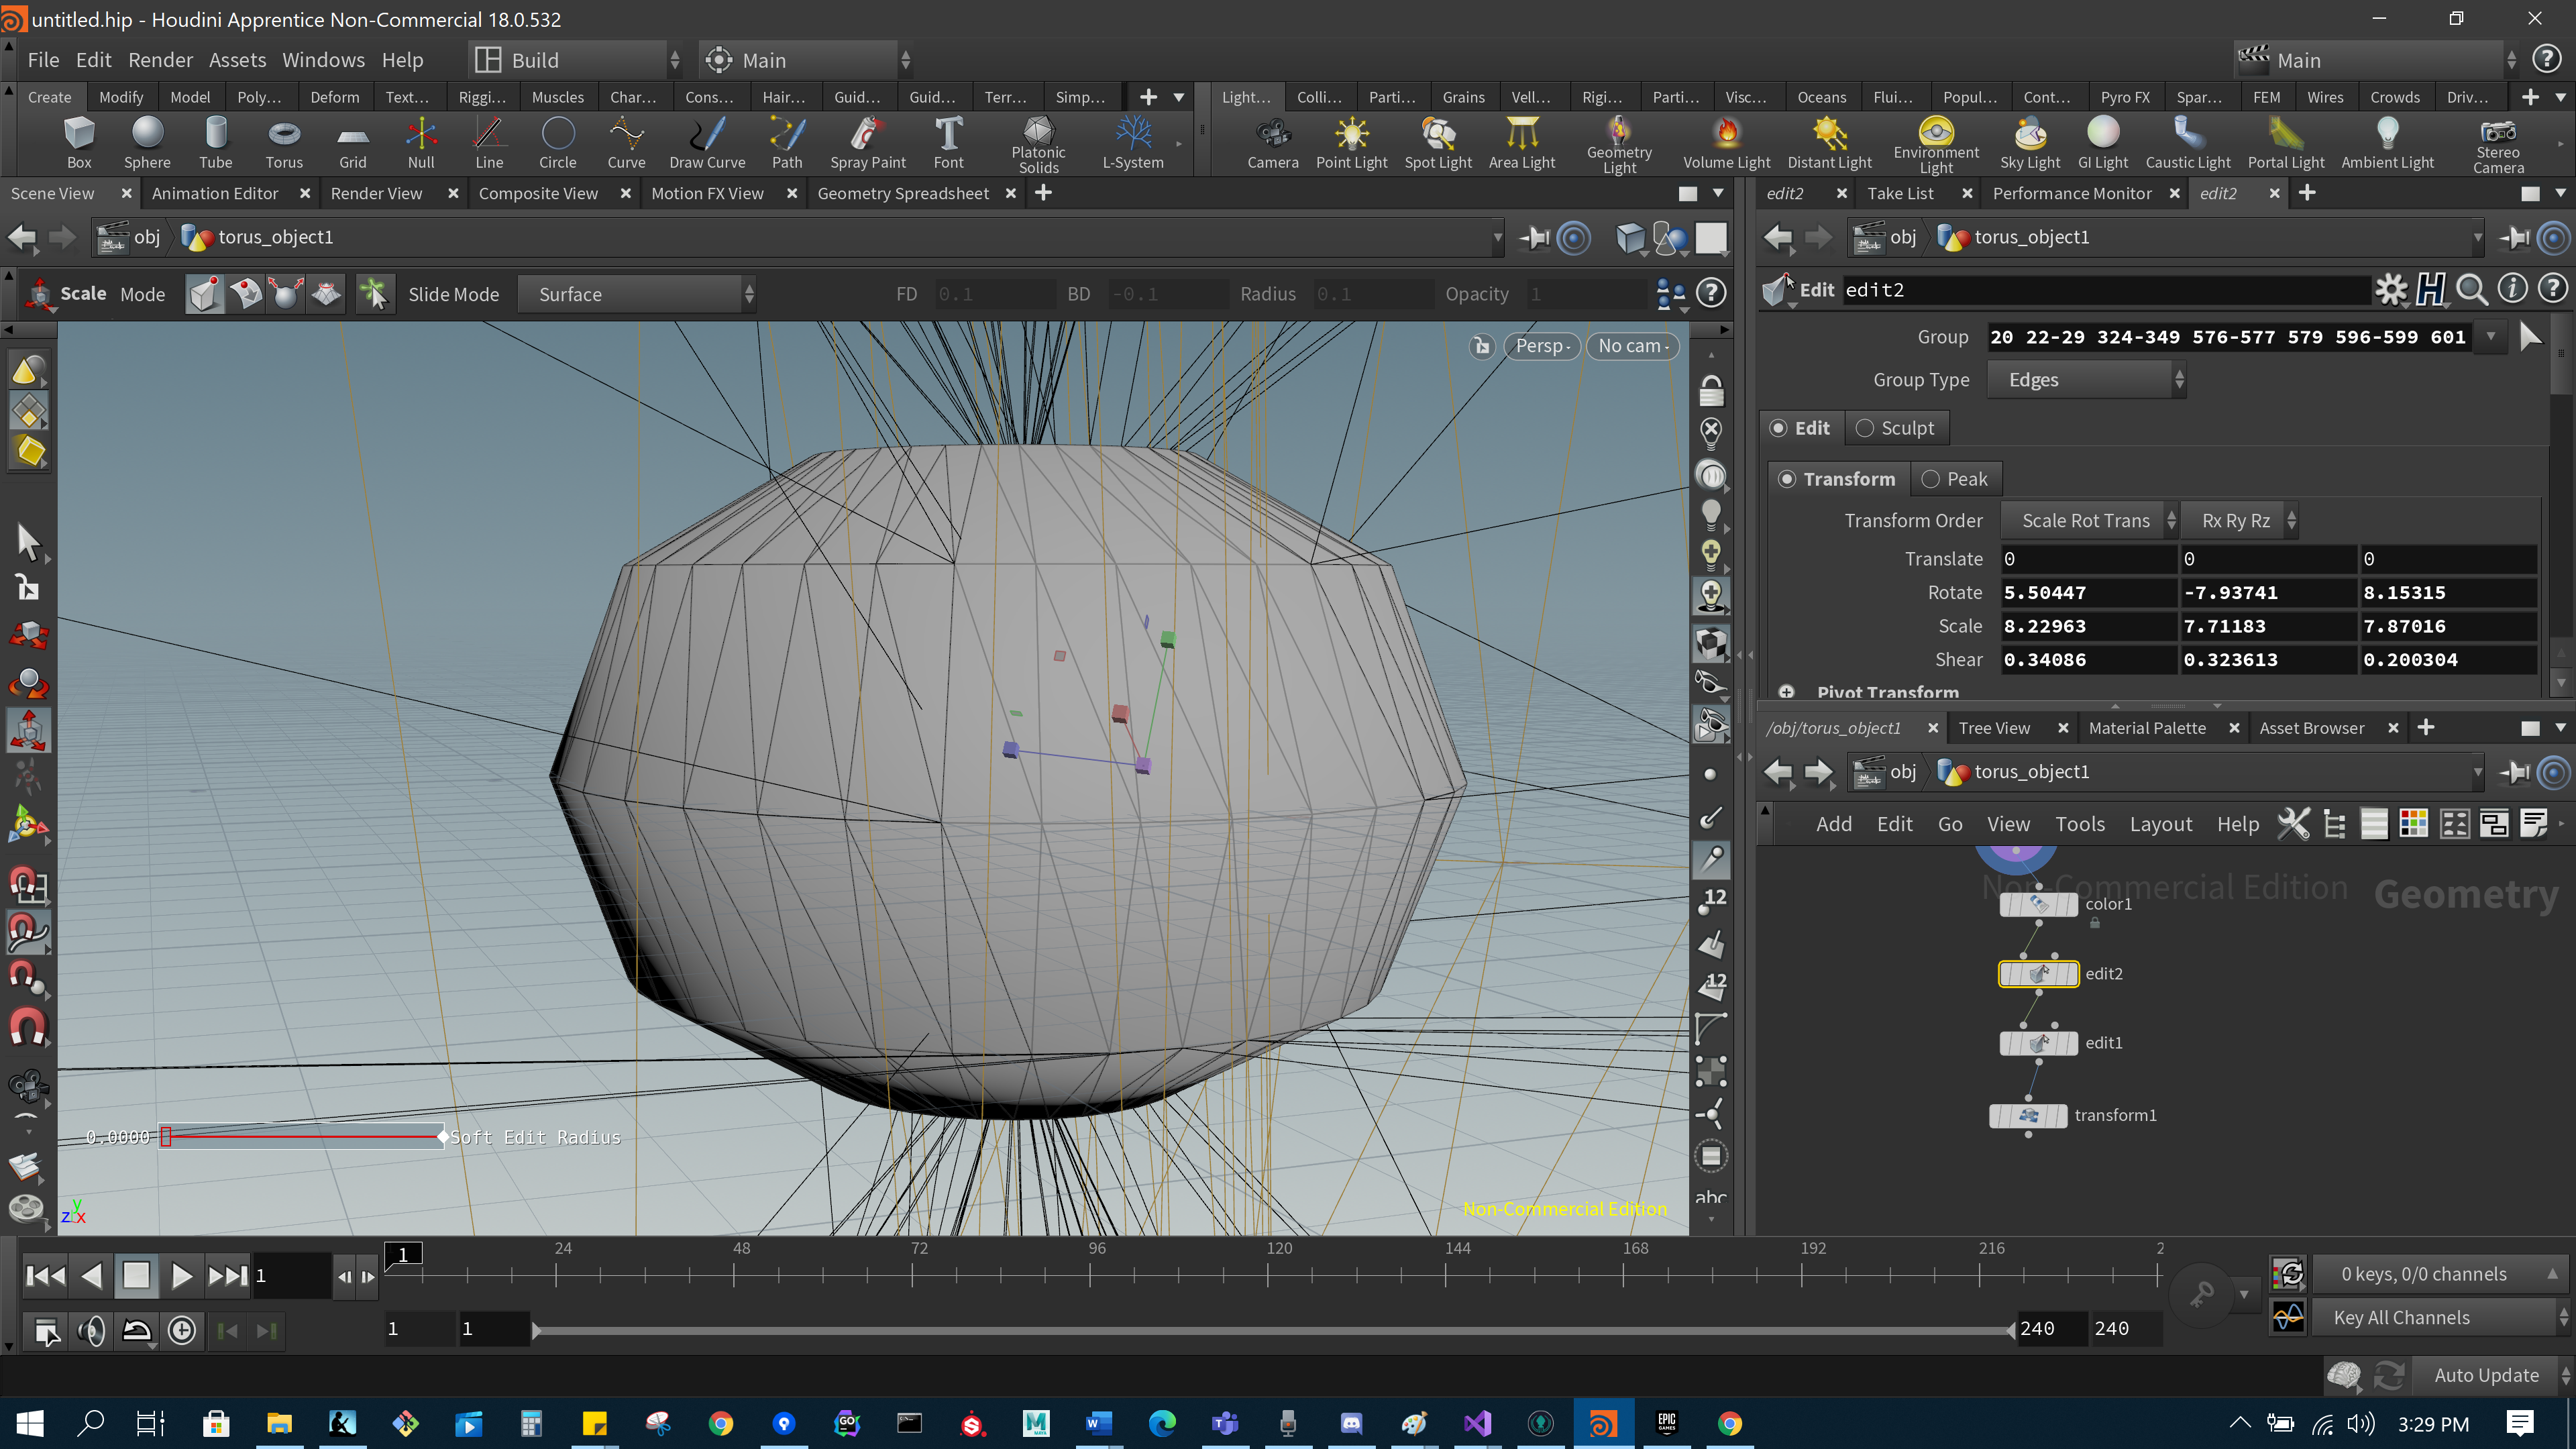 untitled.hip - Houdini Apprentice Non-Commercial 18.0.532
File Edit Render Assets Windows Help Build Main Main
Create Modify Model Poly... Deform Text... Riggi... Muscles Char... Cons... Hair... Guid... Guid... Terr... Simp... Light... Colli... Parti... Grains Vell... Rigi... Parti... Visc... Oceans Flui... Popul... Cont... Pyro FX Spar... FEM Wires Crowds Driv...
Box Sphere Tube Torus Grid Null Line Circle Curve Draw Curve Path Spray Paint Font Platonic Solids L-System Camera Point Light Spot Light Area Light Geometry Light Volume Light Distant Light Environment Light Sky Light GI Light Caustic Light Portal Light Ambient Light Stereo Camera
Scene View Animation Editor Render View Composite View Motion FX View Geometry Spreadsheet edit2 Take List Performance Monitor edit2
obj torus_object1 obj torus_object1
Scale Mode Slide Mode Surface FD 0.1 BD -0.1 Radius 0.1 Opacity 1
Edit edit2
Persp No cam
Group 20 22-29 324-349 576-577 579 596-599 601
Group Type Edges
Edit Sculpt
Transform Peak
Transform Order Scale Rot Trans Rx Ry Rz
Translate 0 0 0
Rotate 5.50447 -7.93741 8.15315
Scale 8.22963 7.71183 7.87016
Shear 0.34086 0.323613 0.200304
Pivot Transform
/obj/torus_object1 Tree View Material Palette Asset Browser
obj torus_object1
Add Edit Go View Tools Layout Help
Non-Commercial Edition Geometry
color1
edit2
edit1
transform1
12
12
abc
0.0000 Soft Edit Radius
Non-Commercial Edition
y
z x
1 1 24 48 72 96 120 144 168 192 216 2
0 keys, 0/0 channels
1 1 240 240 Key All Channels
Auto Update
GO MAYA EPIC GAMES 3:29 PM